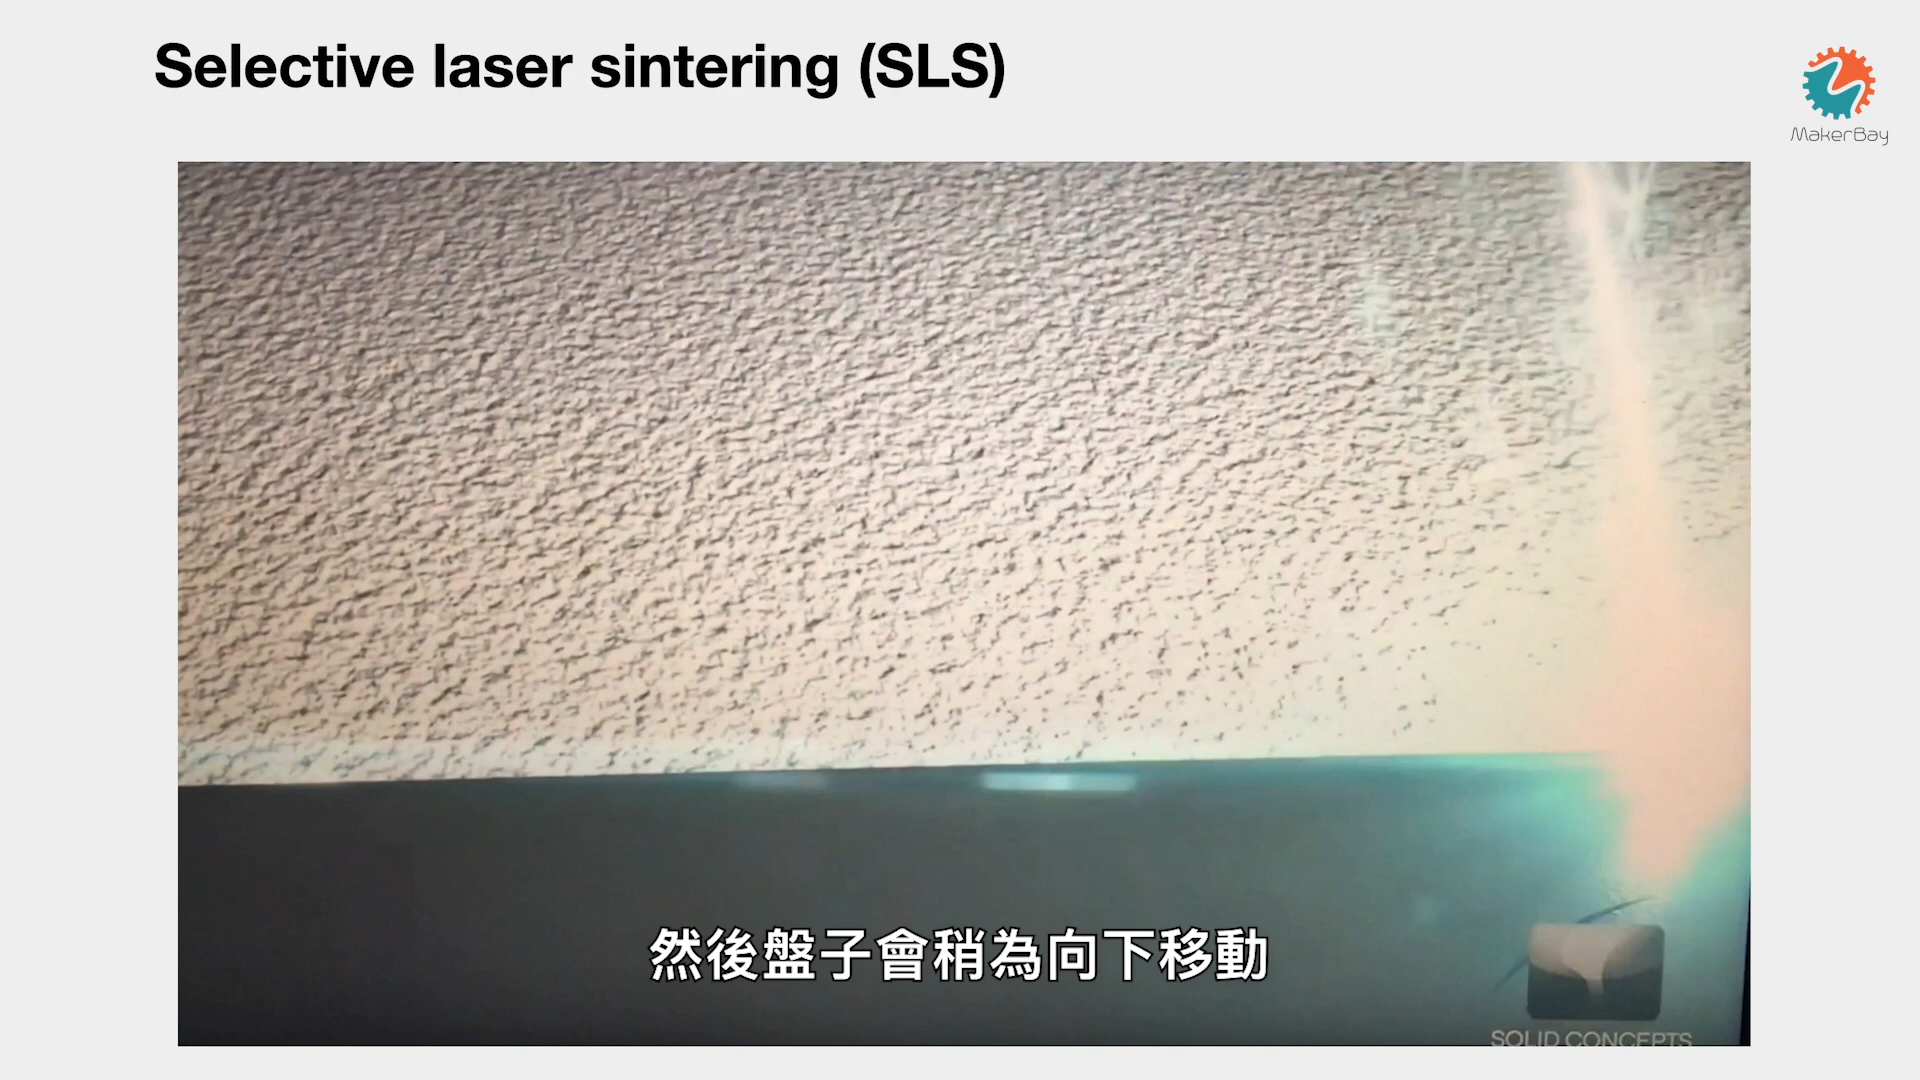 Selective laser sintering (SLS)
MakerBay
然後盤子會稍為向下移動
SOLID CONCEPTS